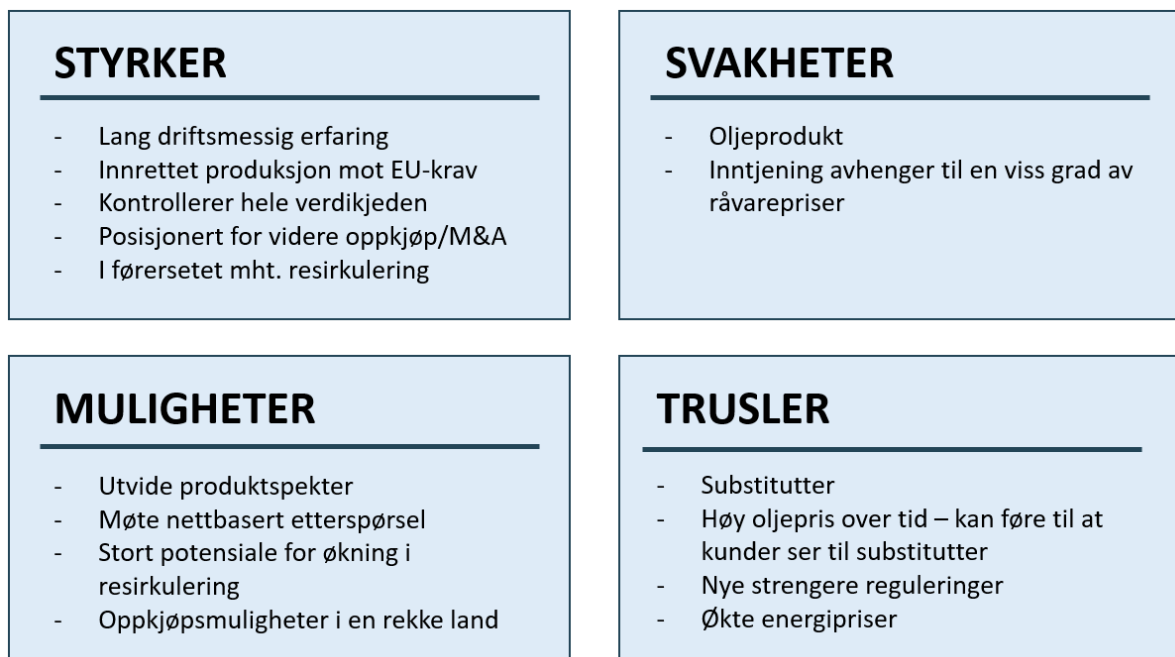 STYRKER
- Lang driftsmessig erfaring
- Innrettet produksjon mot EU-krav
- Kontrollerer hele verdikjeden
- Posisjonert for videre oppkjøp/M&A
- I førersetet mht. resirkulering
SVAKHETER
- Oljeprodukt
- Inntjening avhenger til en viss grad av
råvarepriser
MULIGHETER
- Utvide produktspekter
- Møte nettbasert etterspørsel
- Stort potensiale for økning i
resirkulering
- Oppkjøpsmuligheter i en rekke land
TRUSLER
- Substitutter
- Høy oljepris over tid – kan føre til at
kunder ser til substitutter
- Nye strengere reguleringer
- Økte energipriser